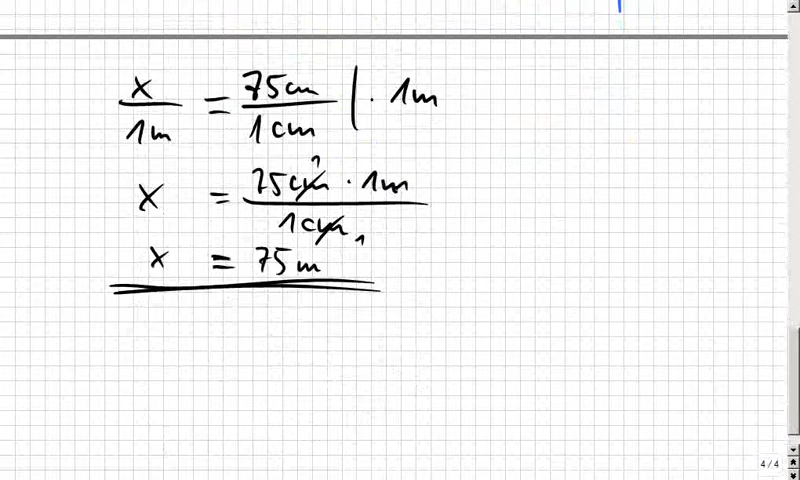 x/1m = 75cm/1cm | · 1m
x = 75cm · 1m/1cm
x = 75m
4/4